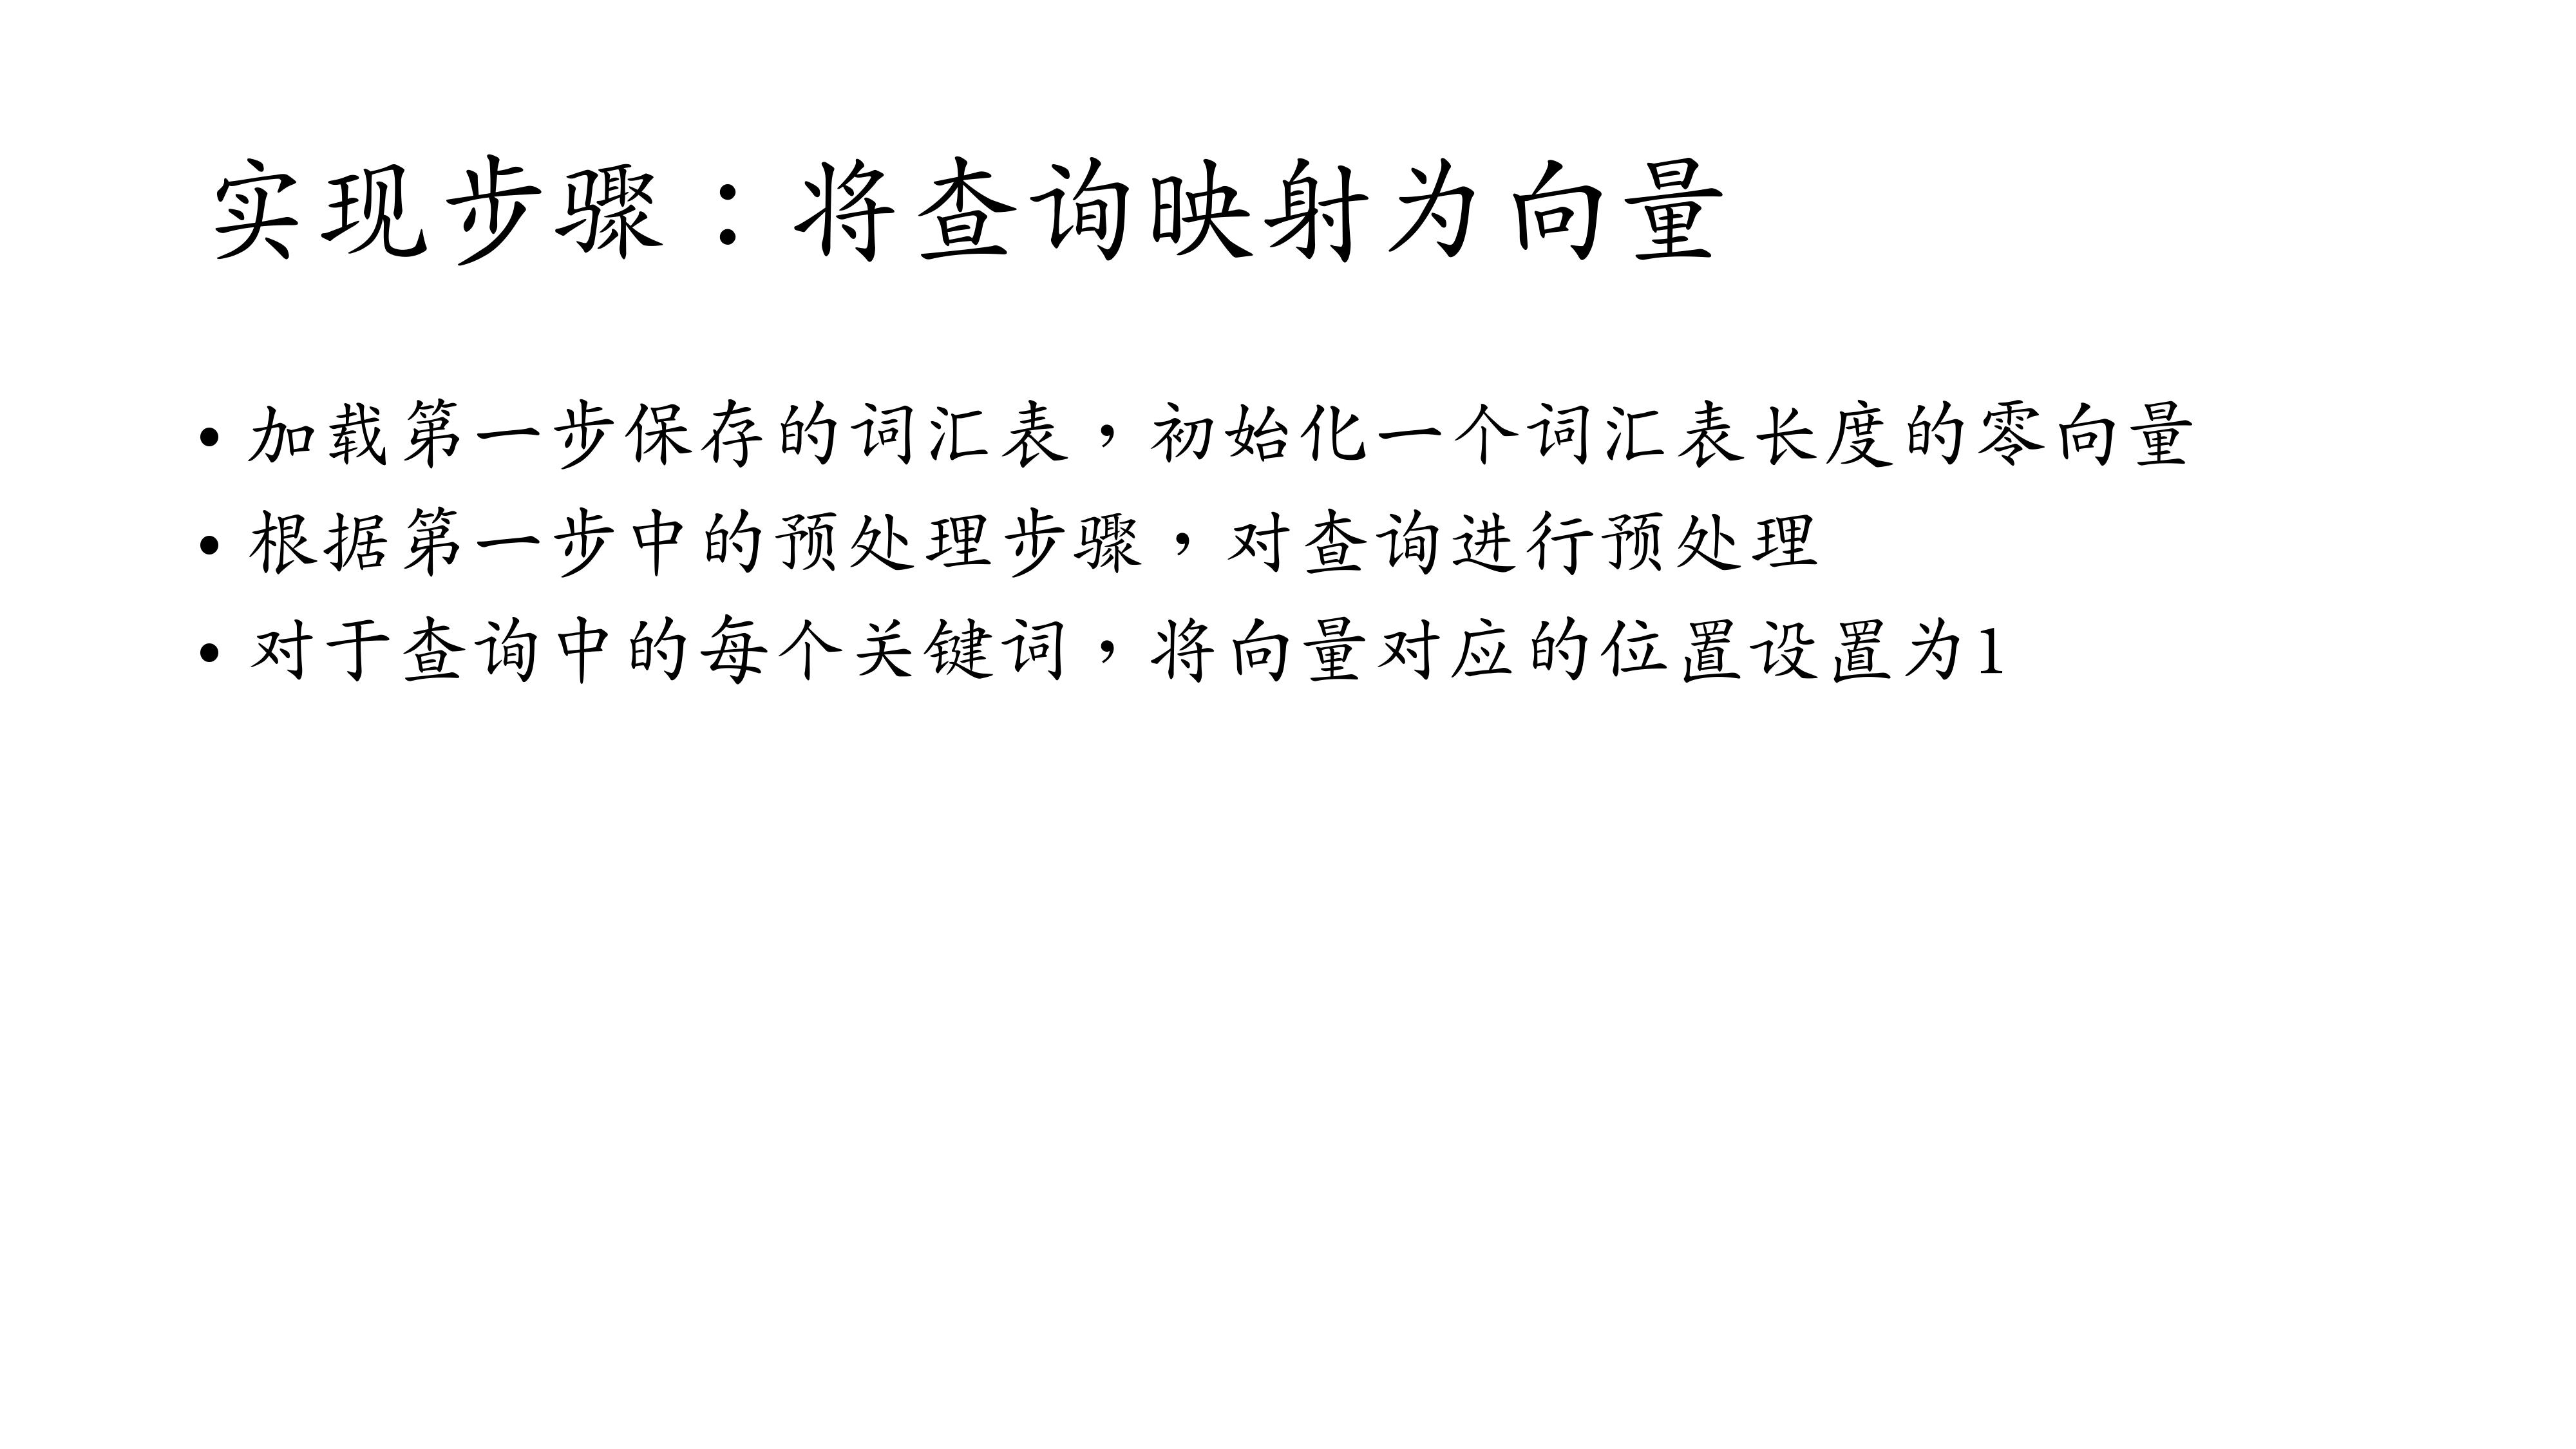 实现步骤：将查询映射为向量
• 加载第一步保存的词汇表，初始化一个词汇表长度的零向量
• 根据第一步中的预处理步骤，对查询进行预处理
• 对于查询中的每个关键词，将向量对应的位置设置为1